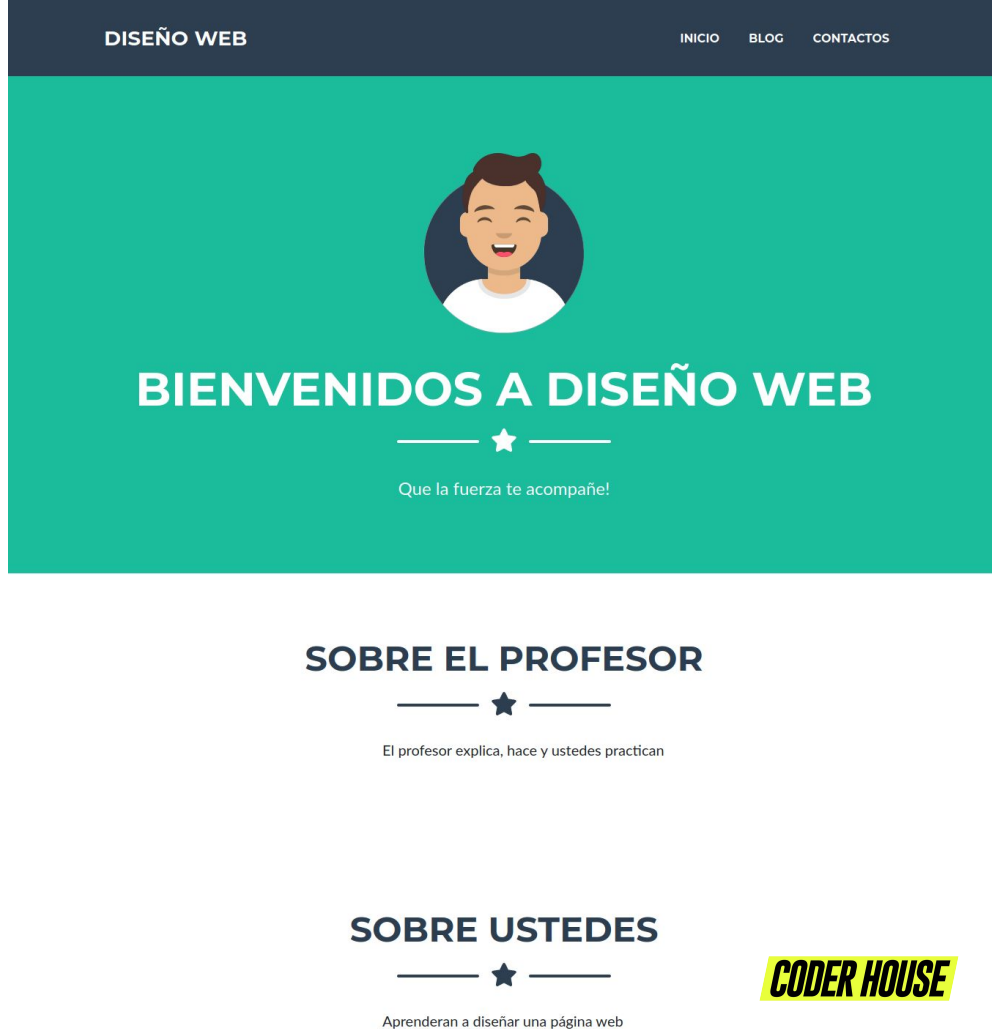 DISEÑO WEB
INICIO BLOG CONTACTOS
BIENVENIDOS A DISEÑO WEB
Que la fuerza te acompañe!
SOBRE EL PROFESOR
El profesor explica, hace y ustedes practican
SOBRE USTEDES
CODER HOUSE
Aprenderan a diseñar una página web